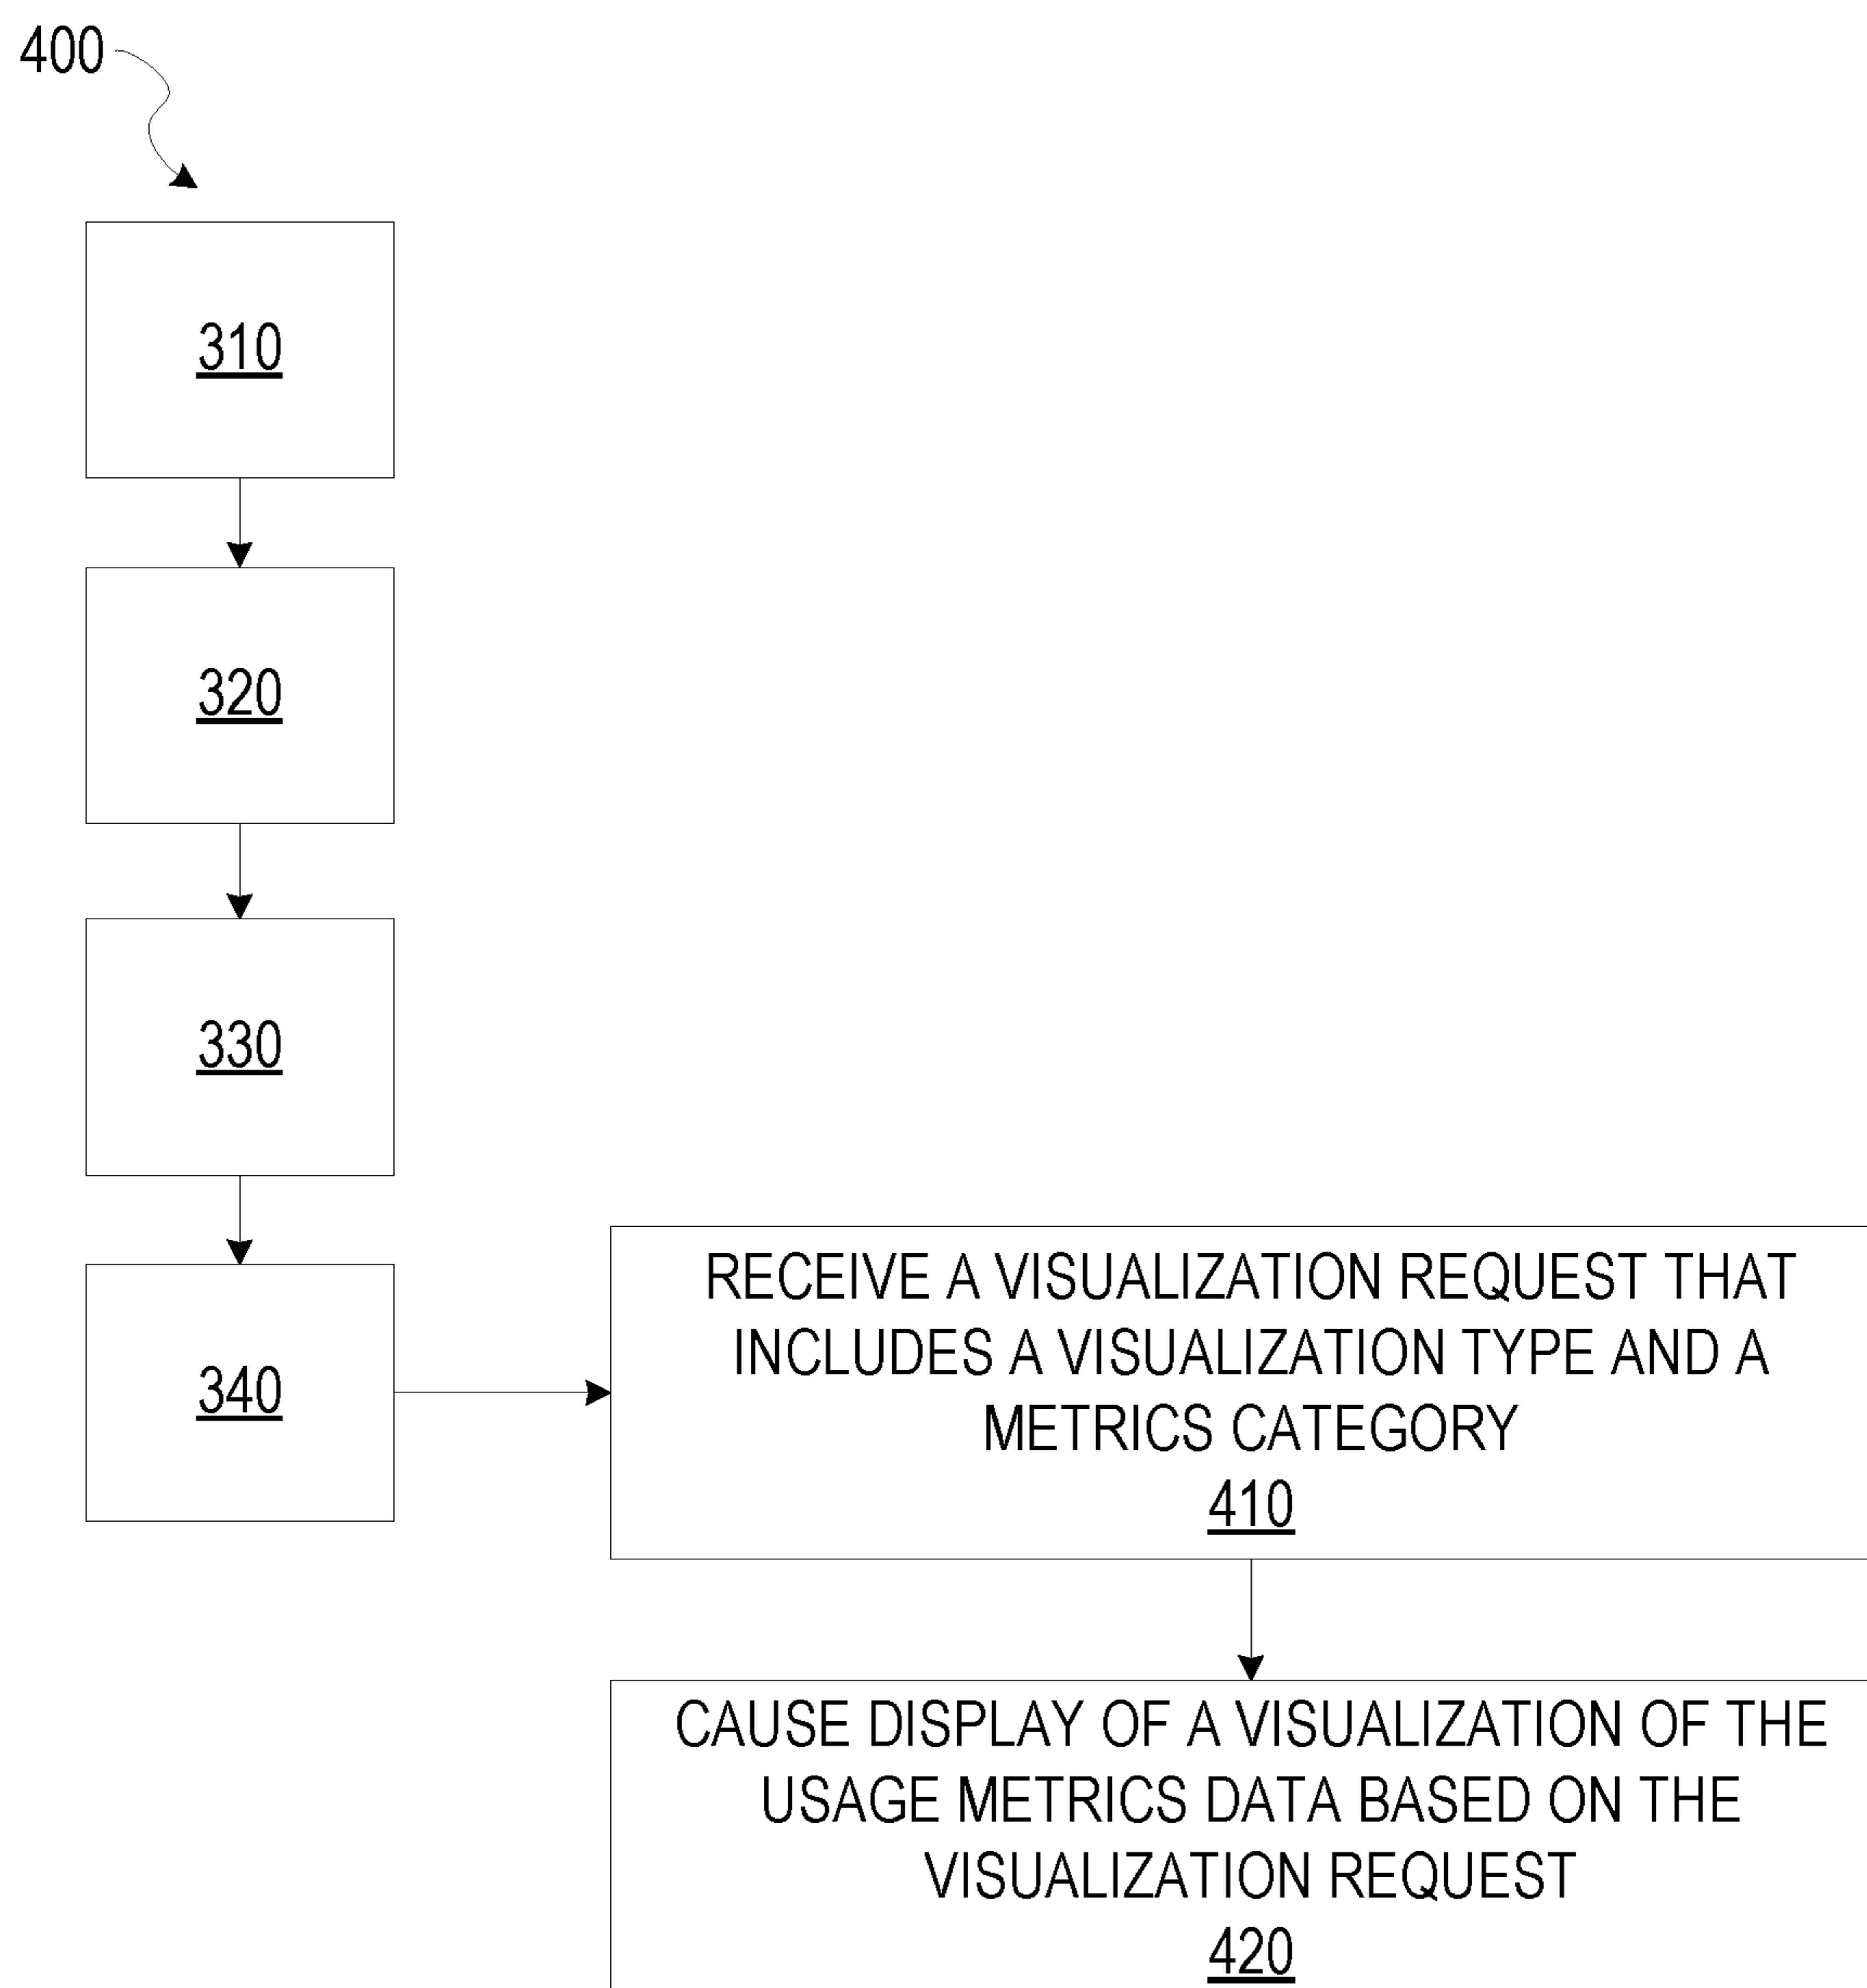 400
310
320
330
340
RECEIVE A VISUALIZATION REQUEST THAT
INCLUDES A VISUALIZATION TYPE AND A
METRICS CATEGORY
410
CAUSE DISPLAY OF A VISUALIZATION OF THE
USAGE METRICS DATA BASED ON THE
VISUALIZATION REQUEST
420